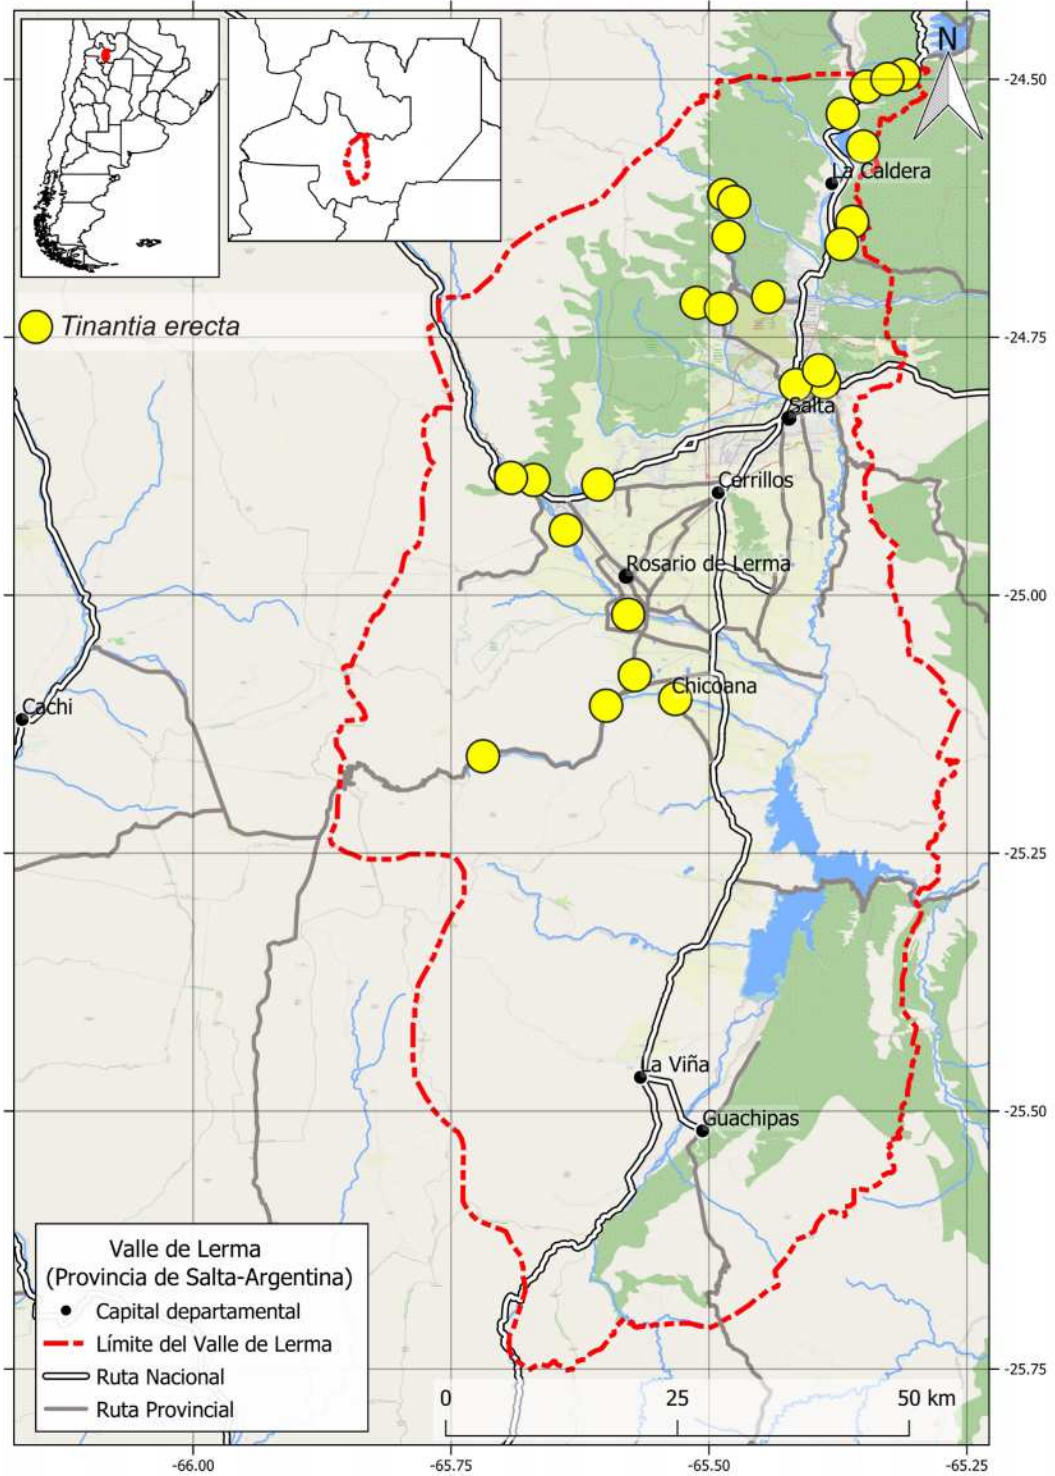 N
-24.50
La Caldera
Tinantia erecta
-24.75
Salta
Cerrillos
Rosario de Lerma
-25.00
Chicoana
Cachi
-25.25
La Viña
-25.50
Guachipas
Valle de Lerma
(Provincia de Salta-Argentina)
Capital departamental
Límite del Valle de Lerma
Ruta Nacional
Ruta Provincial
-25.75
0 25 50 km
-66.00 -65.75 -65.50 -65.25